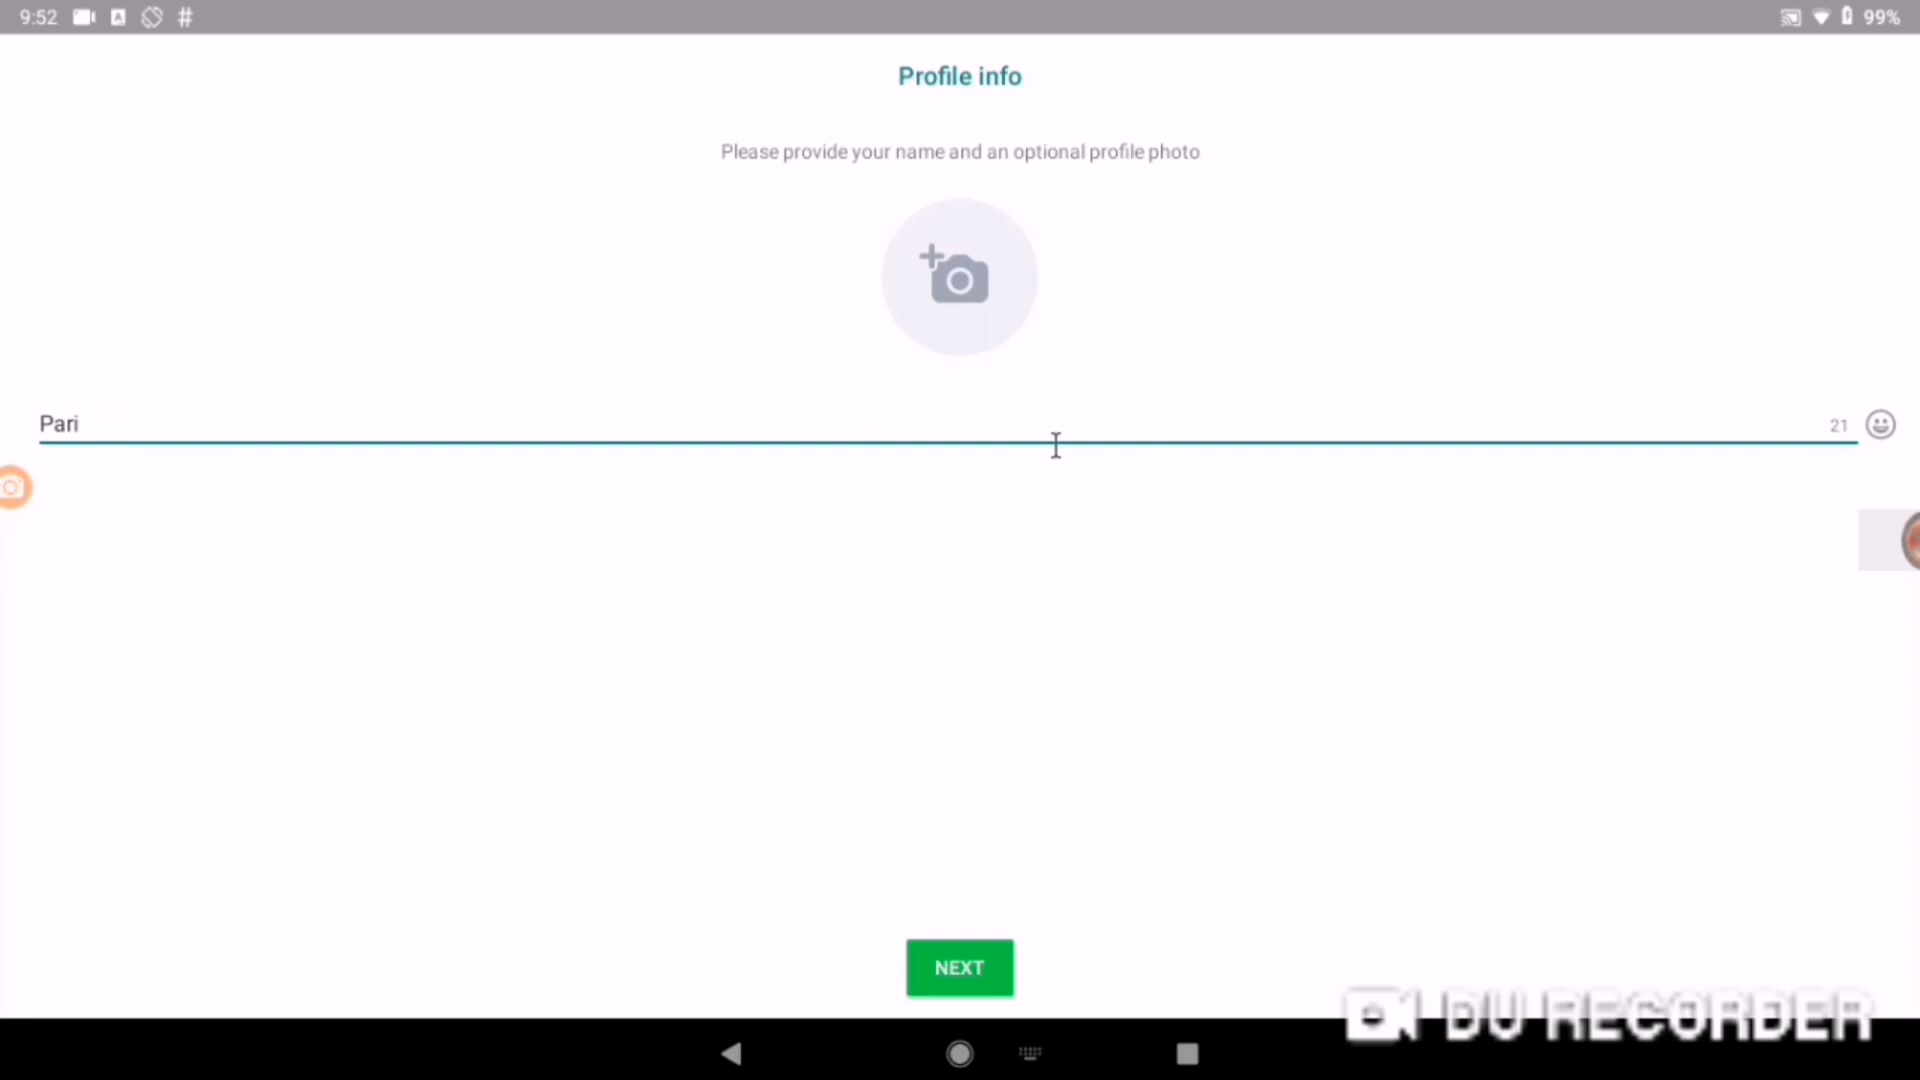 9:52 # 99%
Profile info
Please provide your name and an optional profile photo
Pari 21
NEXT
DU RECORDER